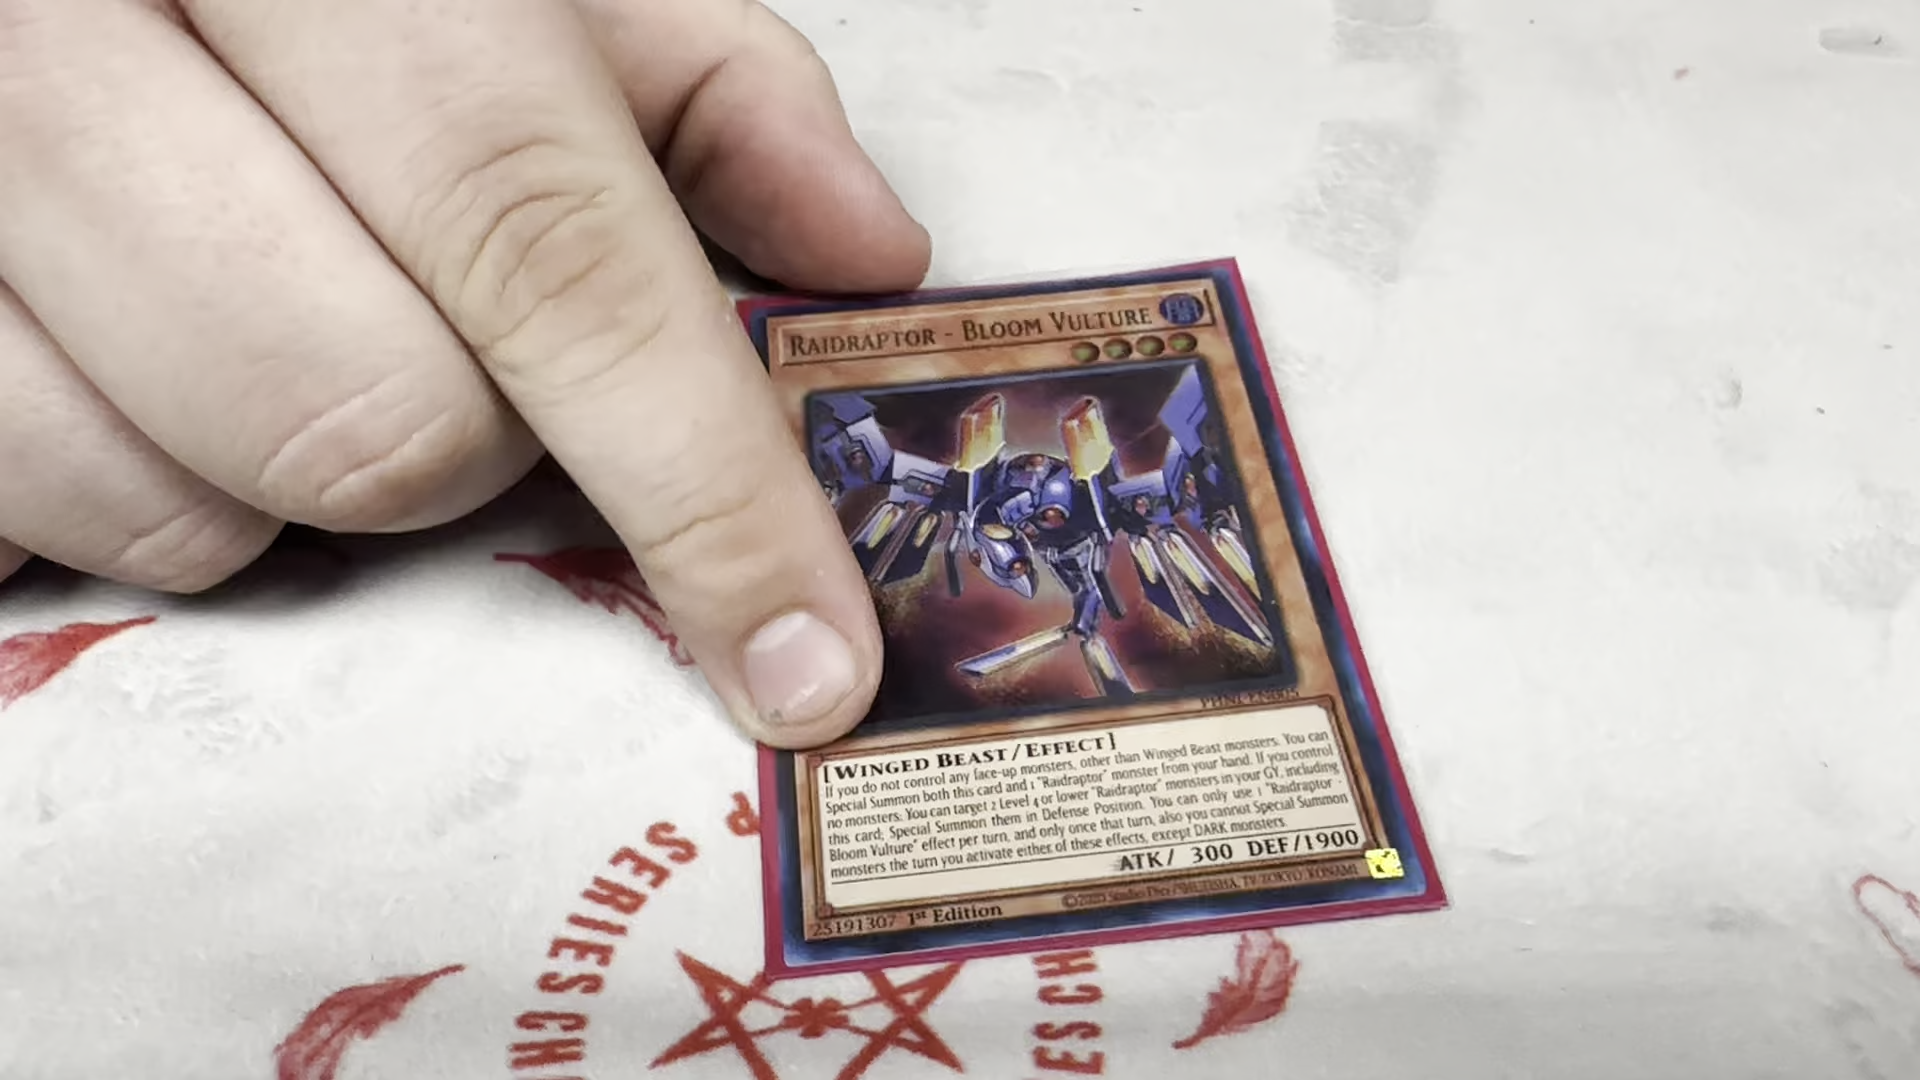 RAIDRAPTOR - BLOOM VULTURE
PHNI-EN005
[WINGED BEAST/EFFECT]
If you do not control any face-up monsters, other than Winged Beast monsters: You can
Special Summon both this card and 1 "Raidraptor" monster from your hand. If you control
no monsters: You can target 2 Level 4 or lower "Raidraptor" monsters in your GY, including
this card; Special Summon them in Defense Position. You can only use 1 "Raidraptor -
Bloom Vulture" effect per turn, and only once that turn, also you cannot Special Summon
monsters the turn you activate either of these effects, except DARK monsters.
ATK/ 300 DEF/1900
25191307 1st Edition
©2020 Studio Dice/SHUEISHA, TV TOKYO, KONAMI
P SERIES CH
ES CH